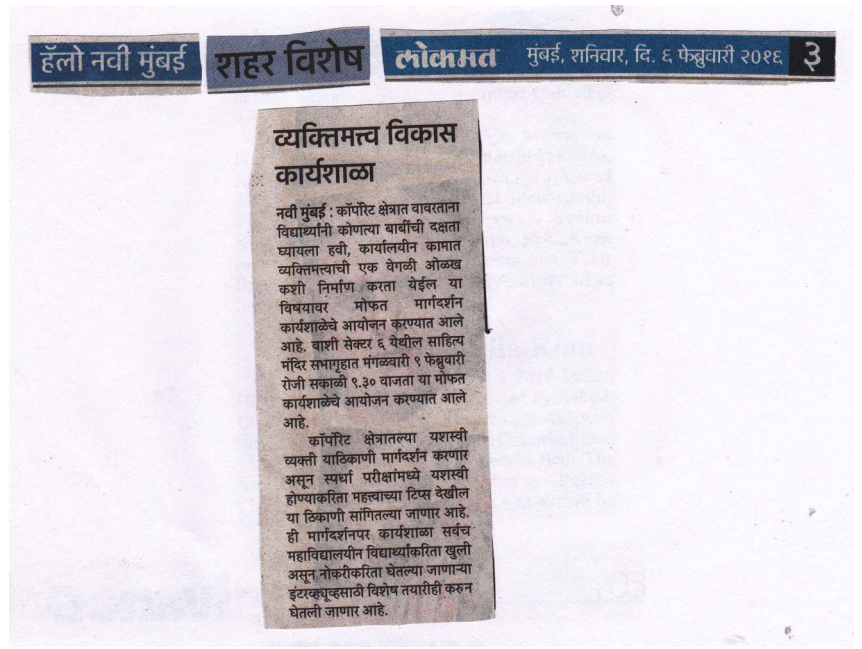 हॅलो नवी मुंबई
शहर विशेष
लोकमत
मुंबई, शनिवार, दि. ६ फेब्रुवारी २०१६
३
व्यक्तिमत्त्व विकास
कार्यशाळा
नवी मुंबई : कॉर्पोरेट क्षेत्रात वावरताना
विद्यार्थ्यांनी कोणत्या बाबींची दक्षता
घ्यायला हवी, कार्यालयीन कामात
व्यक्तिमत्त्वाची एक वेगळी ओळख
कशी निर्माण करता येईल या
विषयावर मोफत मार्गदर्शन
कार्यशाळेचे आयोजन करण्यात आले
आहे. वाशी सेक्टर ६ येथील साहित्य
मंदिर सभागृहात मंगळवारी ९ फेब्रुवारी
रोजी सकाळी ९.३० वाजता या मोफत
कार्यशाळेचे आयोजन करण्यात आले
आहे.
कॉर्पोरेट क्षेत्रातल्या यशस्वी
व्यक्ती याठिकाणी मार्गदर्शन करणार
असून स्पर्धा परीक्षांमध्ये यशस्वी
होण्याकरिता महत्त्वाच्या टिप्स देखील
या ठिकाणी सांगितल्या जाणार आहे.
ही मार्गदर्शनपर कार्यशाळा सर्वच
महाविद्यालयीन विद्यार्थ्यांकरिता खुली
असून नोकरीकरिता घेतल्या जाणाऱ्या
इंटरव्ह्यूव्हसाठी विशेष तयारीही करुन
घेतली जाणार आहे.